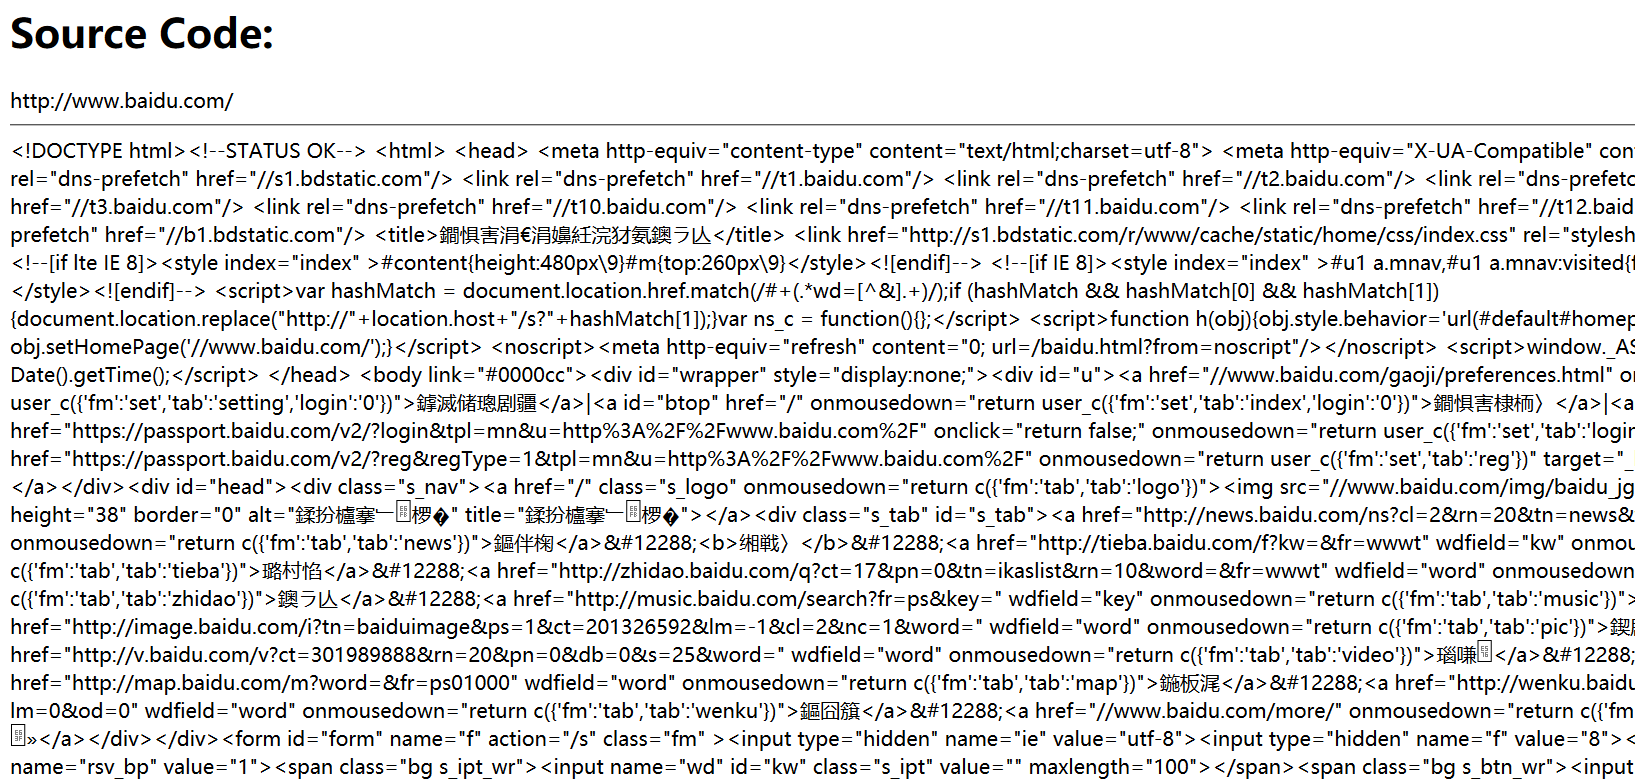 Source Code:
http://www.baidu.com/
<!DOCTYPE html><!--STATUS OK--> <html> <head> <meta http-equiv="content-type" content="text/html;charset=utf-8"> <meta http-equiv="X-UA-Compatible" con
rel="dns-prefetch" href="//s1.bdstatic.com"/> <link rel="dns-prefetch" href="//t1.baidu.com"/> <link rel="dns-prefetch" href="//t2.baidu.com"/> <link rel="dns-prefetc
href="//t3.baidu.com"/> <link rel="dns-prefetch" href="//t10.baidu.com"/> <link rel="dns-prefetch" href="//t11.baidu.com"/> <link rel="dns-prefetch" href="//t12.baid
prefetch" href="//b1.bdstatic.com"/> <title>鐧惧害涓€涓嬶紝浣犲氨鐭ラ亾</title> <link href="http://s1.bdstatic.com/r/www/cache/static/home/css/index.css" rel="stylesh
<!--[if lte IE 8]><style index="index" >#content{height:480px\9}#m{top:260px\9}</style><![endif]--> <!--[if IE 8]><style index="index" >#u1 a.mnav,#u1 a.mnav:visited{f
</style><![endif]--> <script>var hashMatch = document.location.href.match(/#+(.*wd=[^&].+)/);if (hashMatch && hashMatch[0] && hashMatch[1])
{document.location.replace("http://"+location.host+"/s?"+hashMatch[1]);}var ns_c = function(){};</script> <script>function h(obj){obj.style.behavior='url(#default#homep
obj.setHomePage('//www.baidu.com/');}</script> <noscript><meta http-equiv="refresh" content="0; url=/baidu.html?from=noscript"/></noscript> <script>window._AS
Date().getTime();</script> </head> <body link="#0000cc"><div id="wrapper" style="display:none;"><div id="u"><a href="//www.baidu.com/gaoji/preferences.html" on
user_c({'fm':'set','tab':'setting','login':'0'})">鎼滅储璁剧疆</a>|<a id="btop" href="/" onmousedown="return user_c({'fm':'set','tab':'index','login':'0'})">鐧惧害棣栭〉</a>|<a
href="https://passport.baidu.com/v2/?login&tpl=mn&u=http%3A%2F%2Fwww.baidu.com%2F" onclick="return false;" onmousedown="return user_c({'fm':'set','tab':'login
href="https://passport.baidu.com/v2/?reg&regType=1&tpl=mn&u=http%3A%2F%2Fwww.baidu.com%2F" onmousedown="return user_c({'fm':'set','tab':'reg'})" target="_
</a></div><div id="head"><div class="s_nav"><a href="/" class="s_logo" onmousedown="return c({'fm':'tab','tab':'logo'})"><img src="//www.baidu.com/img/baidu_jg
height="38" border="0" alt="鍒扮櫨搴﹂椤�" title="鍒扮櫨搴﹂椤�"></a><div class="s_tab" id="s_tab"><a href="http://news.baidu.com/ns?cl=2&rn=20&tn=news&
onmousedown="return c({'fm':'tab','tab':'news'})">鏂伴椈</a>&#12288;<b>缃戦〉</b>&#12288;<a href="http://tieba.baidu.com/f?kw=&fr=wwwt" wdfield="kw" onmou
c({'fm':'tab','tab':'tieba'})">璐村惂</a>&#12288;<a href="http://zhidao.baidu.com/q?ct=17&pn=0&tn=ikaslist&rn=10&word=&fr=wwwt" wdfield="word" onmousedown
c({'fm':'tab','tab':'zhidao'})">鐭ラ亾</a>&#12288;<a href="http://music.baidu.com/search?fr=ps&key=" wdfield="key" onmousedown="return c({'fm':'tab','tab':'music'})">
href="http://image.baidu.com/i?tn=baiduimage&ps=1&ct=201326592&lm=-1&cl=2&nc=1&word=" wdfield="word" onmousedown="return c({'fm':'tab','tab':'pic'})">
href="http://v.baidu.com/v?ct=301989888&rn=20&pn=0&db=0&s=25&word=" wdfield="word" onmousedown="return c({'fm':'tab','tab':'video'})">瑙嗛</a>&#12288;
href="http://map.baidu.com/m?word=&fr=ps01000" wdfield="word" onmousedown="return c({'fm':'tab','tab':'map'})">鍦板浘</a>&#12288;<a href="http://wenku.baidu
lm=0&od=0" wdfield="word" onmousedown="return c({'fm':'tab','tab':'wenku'})">鏂囧簱</a>&#12288;<a href="//www.baidu.com/more/" onmousedown="return c({'fm
»</a></div></div><form id="form" name="f" action="/s" class="fm" ><input type="hidden" name="ie" value="utf-8"><input type="hidden" name="f" value="8"><
name="rsv_bp" value="1"><span class="bg s_ipt_wr"><input name="wd" id="kw" class="s_ipt" value="" maxlength="100"></span><span class="bg s_btn_wr"><input